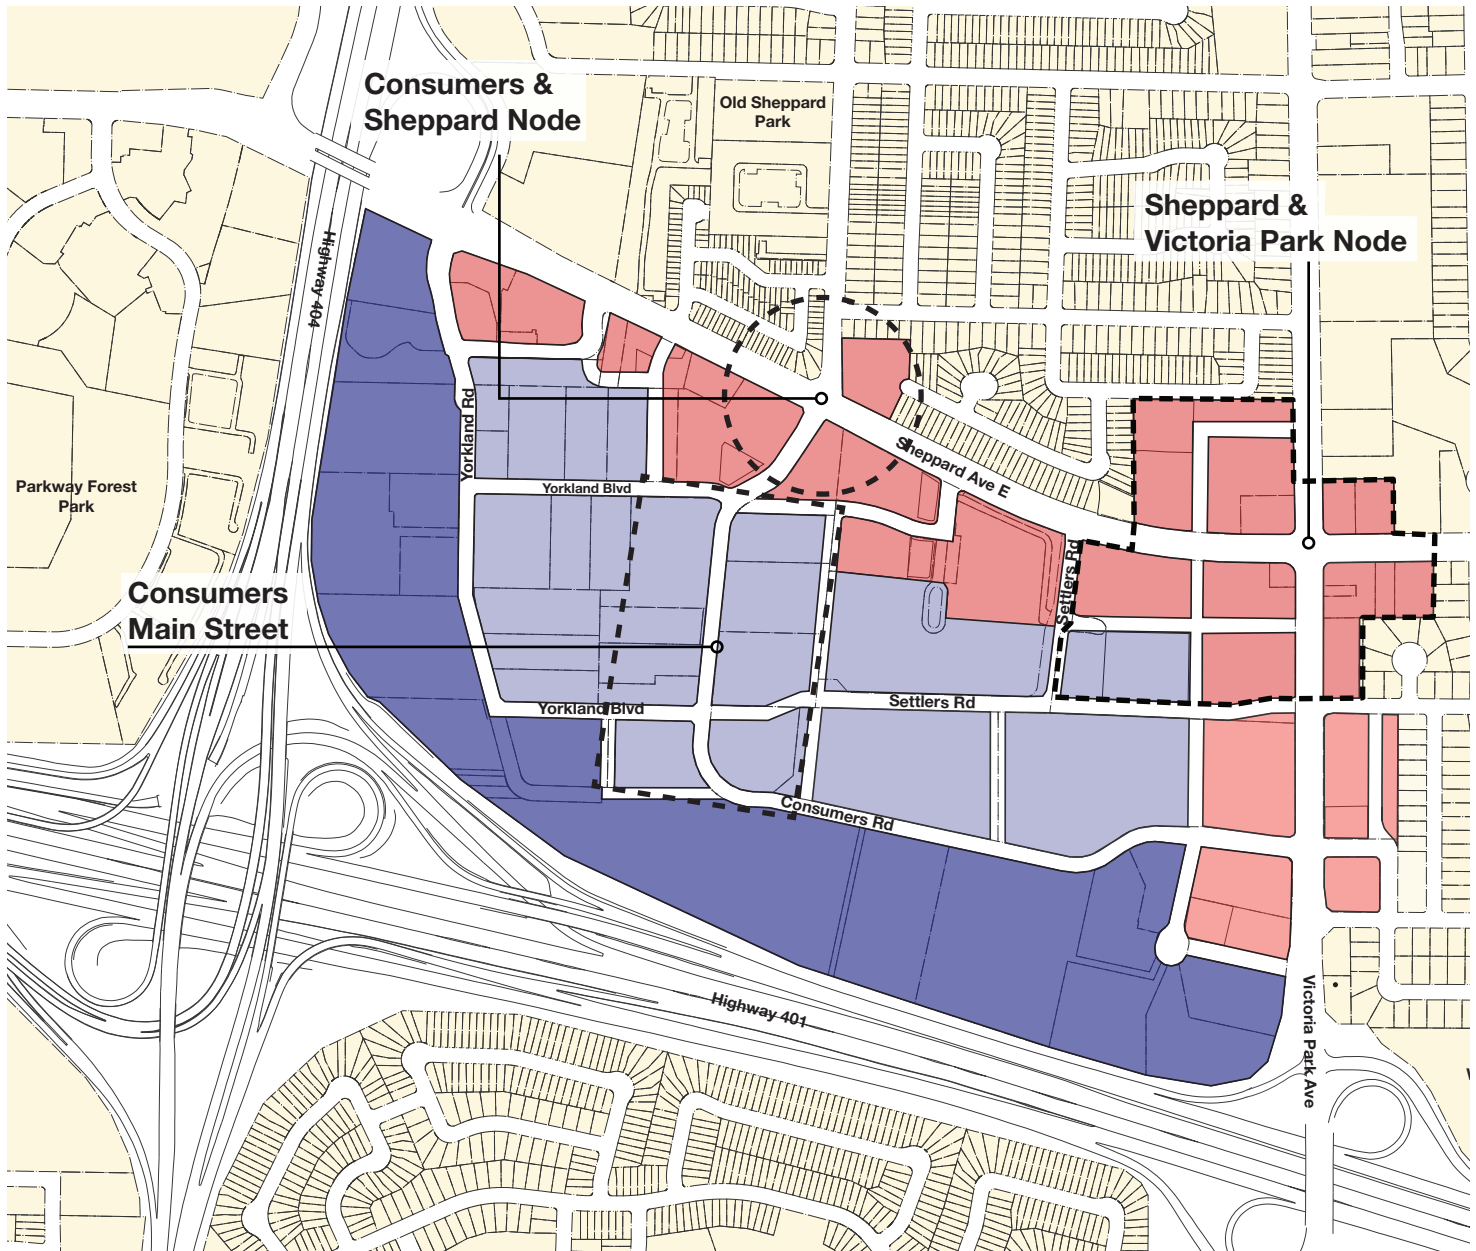 Consumers &
Sheppard Node
Old Sheppard
Park
Sheppard &
Victoria Park Node
Highway 404
Yorkland Rd
Sheppard Ave E
Parkway Forest
Park
Yorkland Blvd
Settlers Rd
Consumers
Main Street
Yorkland Blvd
Settlers Rd
Consumers Rd
Highway 401
Victoria Park Ave